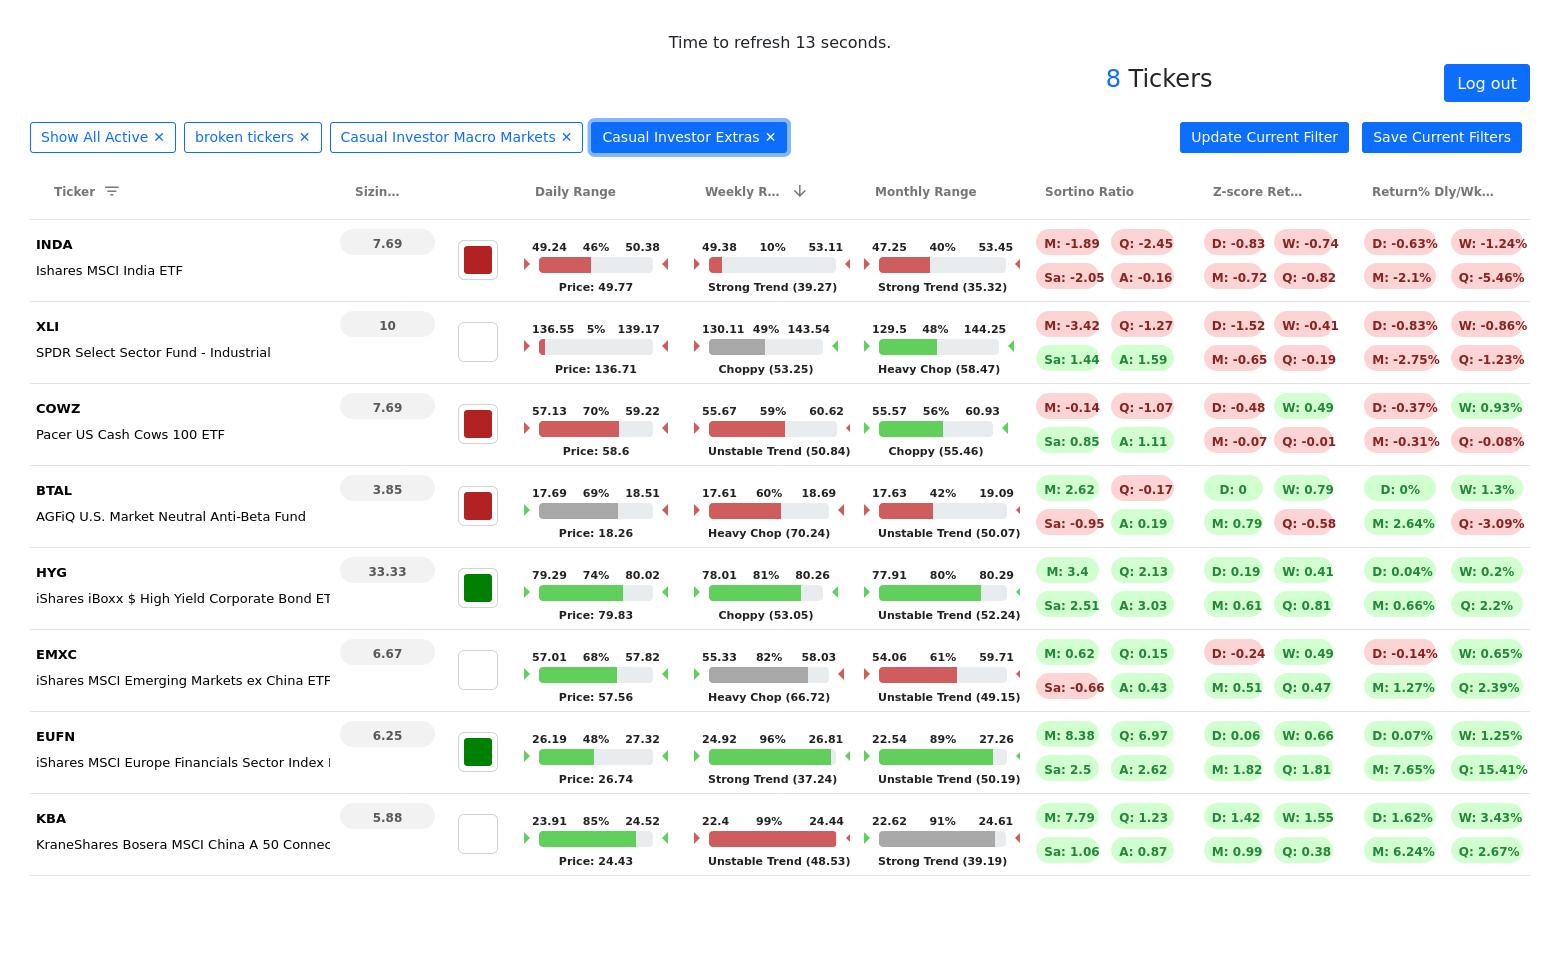 Time to refresh 13 seconds.
8 Tickers
Log out
Show All Active ✕ broken tickers ✕ Casual Investor Macro Markets ✕ Casual Investor Extras ✕ Update Current Filter Save Current Filters
Ticker Sizin… Daily Range Weekly R… Monthly Range Sortino Ratio Z-score Ret… Return% Dly/Wk…
INDA 7.69 49.24 46% 50.38 49.38 10% 53.11 47.25 40% 53.45 M: -1.89 Q: -2.45 D: -0.83 W: -0.74 D: -0.63% W: -1.24%
Ishares MSCI India ETF Sa: -2.05 A: -0.16 M: -0.72 Q: -0.82 M: -2.1% Q: -5.46%
Price: 49.77 Strong Trend (39.27) Strong Trend (35.32)
XLI 10 136.55 5% 139.17 130.11 49% 143.54 129.5 48% 144.25 M: -3.42 Q: -1.27 D: -1.52 W: -0.41 D: -0.83% W: -0.86%
SPDR Select Sector Fund - Industrial Sa: 1.44 A: 1.59 M: -0.65 Q: -0.19 M: -2.75% Q: -1.23%
Price: 136.71 Choppy (53.25) Heavy Chop (58.47)
COWZ 7.69 57.13 70% 59.22 55.67 59% 60.62 55.57 56% 60.93 M: -0.14 Q: -1.07 D: -0.48 W: 0.49 D: -0.37% W: 0.93%
Pacer US Cash Cows 100 ETF Sa: 0.85 A: 1.11 M: -0.07 Q: -0.01 M: -0.31% Q: -0.08%
Price: 58.6 Unstable Trend (50.84) Choppy (55.46)
BTAL 3.85 17.69 69% 18.51 17.61 60% 18.69 17.63 42% 19.09 M: 2.62 Q: -0.17 D: 0 W: 0.79 D: 0% W: 1.3%
AGFiQ U.S. Market Neutral Anti-Beta Fund Sa: -0.95 A: 0.19 M: 0.79 Q: -0.58 M: 2.64% Q: -3.09%
Price: 18.26 Heavy Chop (70.24) Unstable Trend (50.07)
HYG 33.33 79.29 74% 80.02 78.01 81% 80.26 77.91 80% 80.29 M: 3.4 Q: 2.13 D: 0.19 W: 0.41 D: 0.04% W: 0.2%
iShares iBoxx $ High Yield Corporate Bond ET Sa: 2.51 A: 3.03 M: 0.61 Q: 0.81 M: 0.66% Q: 2.2%
Price: 79.83 Choppy (53.05) Unstable Trend (52.24)
EMXC 6.67 57.01 68% 57.82 55.33 82% 58.03 54.06 61% 59.71 M: 0.62 Q: 0.15 D: -0.24 W: 0.49 D: -0.14% W: 0.65%
iShares MSCI Emerging Markets ex China ETF Sa: -0.66 A: 0.43 M: 0.51 Q: 0.47 M: 1.27% Q: 2.39%
Price: 57.56 Heavy Chop (66.72) Unstable Trend (49.15)
EUFN 6.25 26.19 48% 27.32 24.92 96% 26.81 22.54 89% 27.26 M: 8.38 Q: 6.97 D: 0.06 W: 0.66 D: 0.07% W: 1.25%
iShares MSCI Europe Financials Sector Index Sa: 2.5 A: 2.62 M: 1.82 Q: 1.81 M: 7.65% Q: 15.41%
Price: 26.74 Strong Trend (37.24) Unstable Trend (50.19)
KBA 5.88 23.91 85% 24.52 22.4 99% 24.44 22.62 91% 24.61 M: 7.79 Q: 1.23 D: 1.42 W: 1.55 D: 1.62% W: 3.43%
KraneShares Bosera MSCI China A 50 Connec Sa: 1.06 A: 0.87 M: 0.99 Q: 0.38 M: 6.24% Q: 2.67%
Price: 24.43 Unstable Trend (48.53) Strong Trend (39.19)